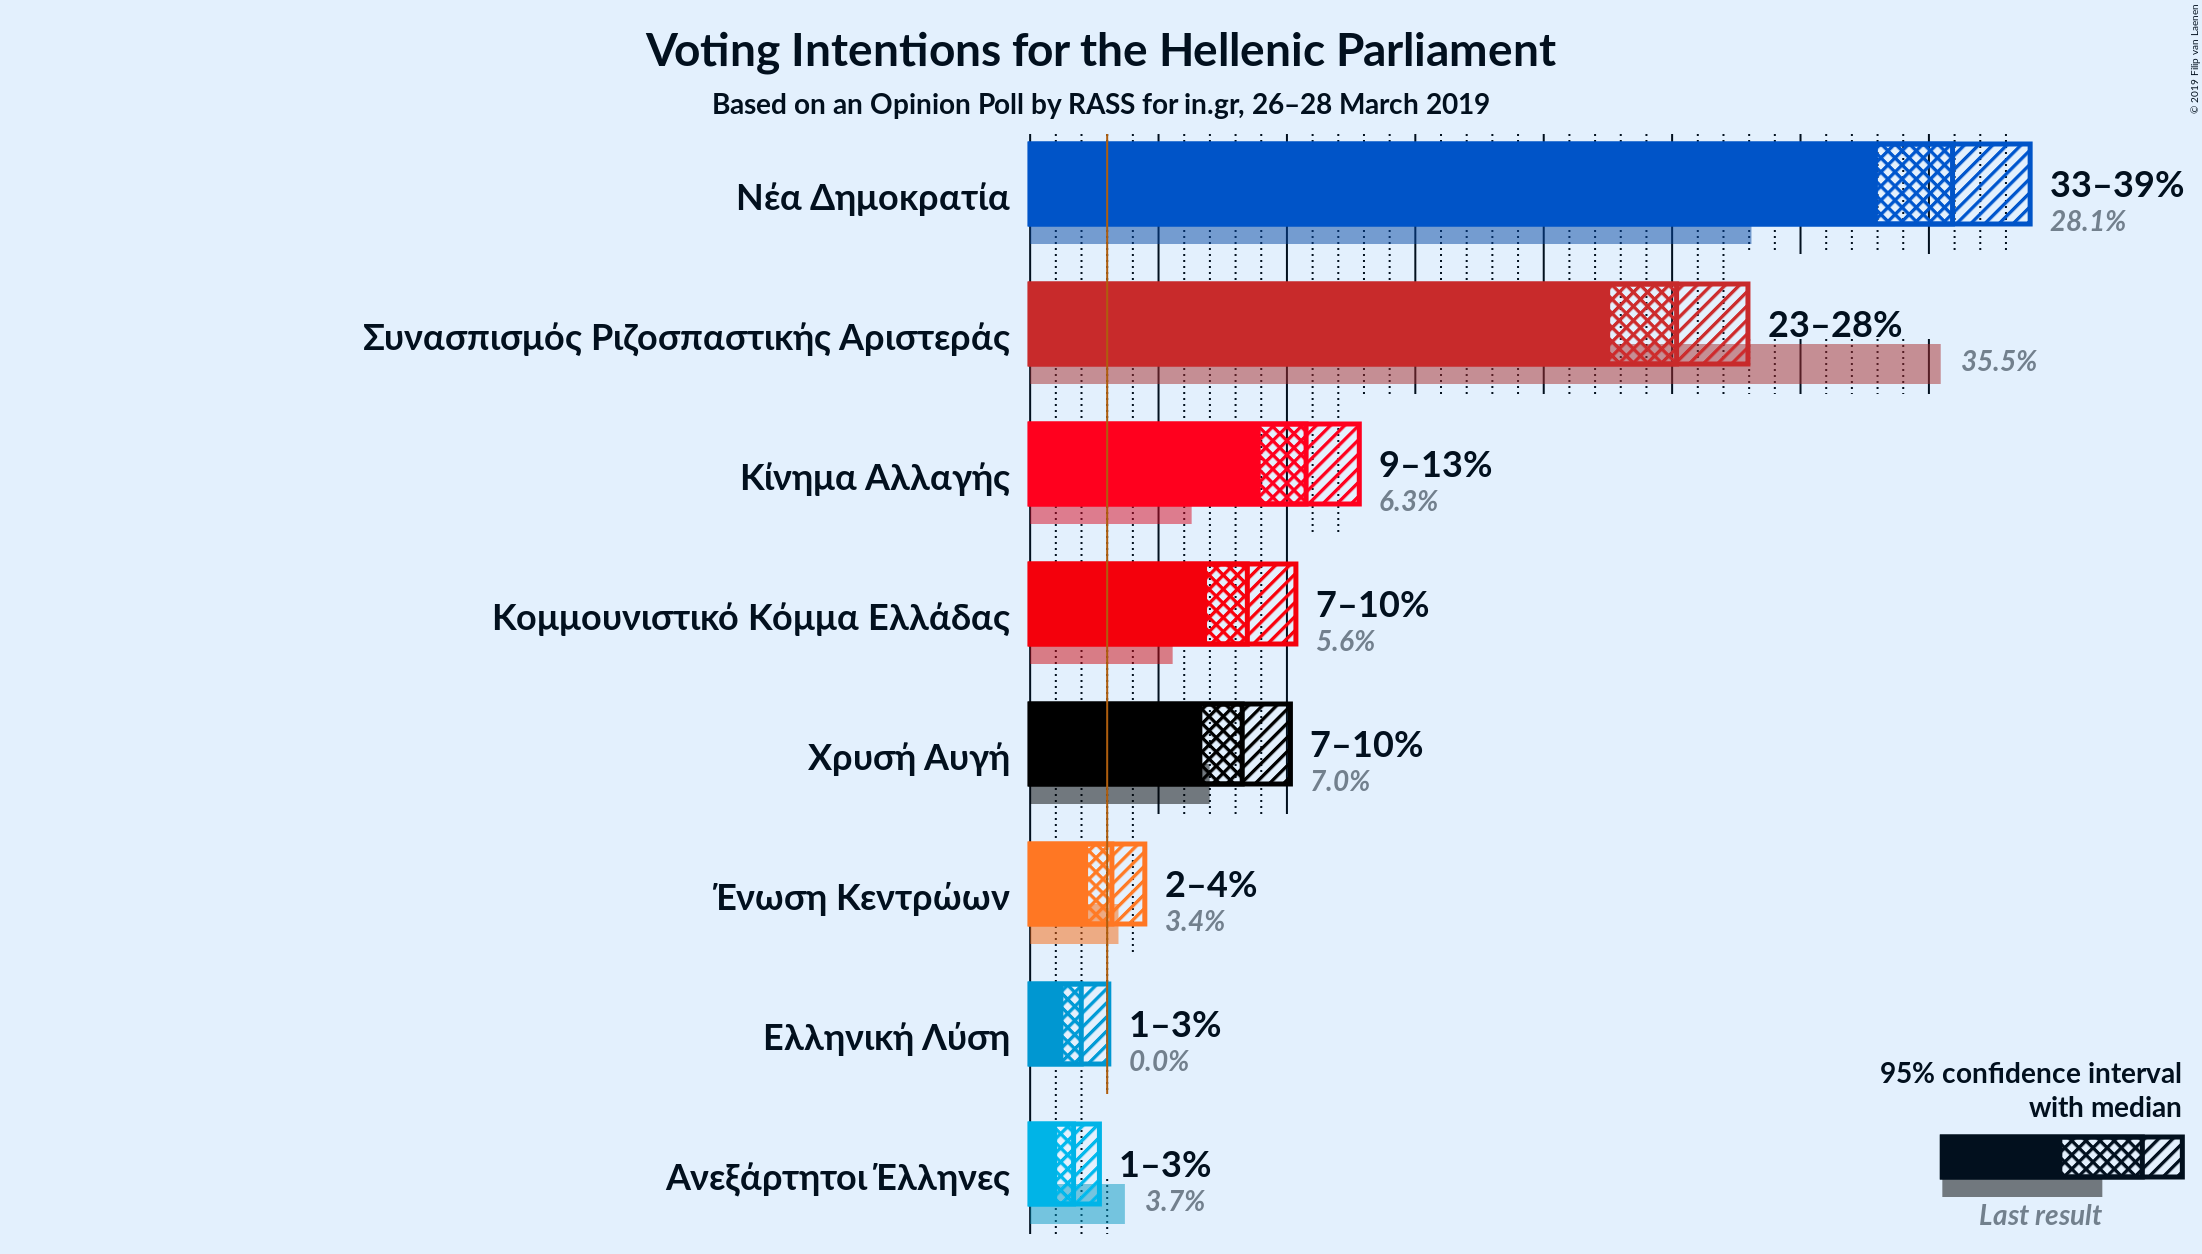 Voting Intentions for the Hellenic Parliament
Based on an Opinion Poll by RASS for in.gr, 26–28 March 2019
© 2019 Filip van Laenen
Νέα Δημοκρατία
33–39%
28.1%
Συνασπισμός Ριζοσπαστικής Αριστεράς
23–28%
35.5%
Κίνημα Αλλαγής
9–13%
6.3%
Κομμουνιστικό Κόμμα Ελλάδας
7–10%
5.6%
Χρυσή Αυγή
7–10%
7.0%
Ένωση Κεντρώων
2–4%
3.4%
Ελληνική Λύση
1–3%
0.0%
Ανεξάρτητοι Έλληνες
1–3%
3.7%
95% confidence interval
with median
Last result